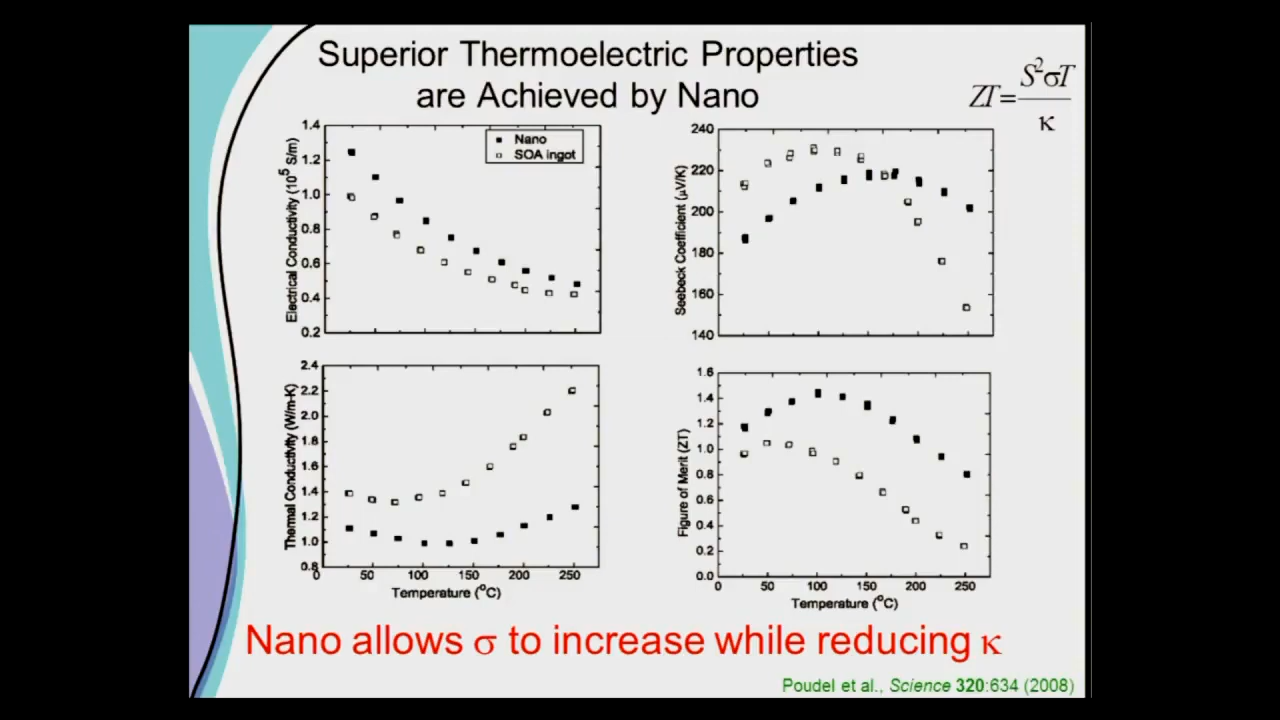 Superior Thermoelectric Properties
are Achieved by Nano
ZT=S²σT/κ
1.4
1.2
1.0
0.8
0.6
0.4
0.2
Electrical Conductivity (10⁵ S/m)
Nano
SOA ingot
240
220
200
180
160
140
Seebeck Coefficient (μV/K)
2.4
2.2
2.0
1.8
1.6
1.4
1.2
1.0
0.8
Thermal Conductivity (W/m-K)
0 50 100 150 200 250
Temperature (°C)
1.6
1.4
1.2
1.0
0.8
0.6
0.4
0.2
0.0
Figure of Merit (ZT)
0 50 100 150 200 250
Temperature (°C)
Nano allows σ to increase while reducing κ
Poudel et al., Science 320:634 (2008)